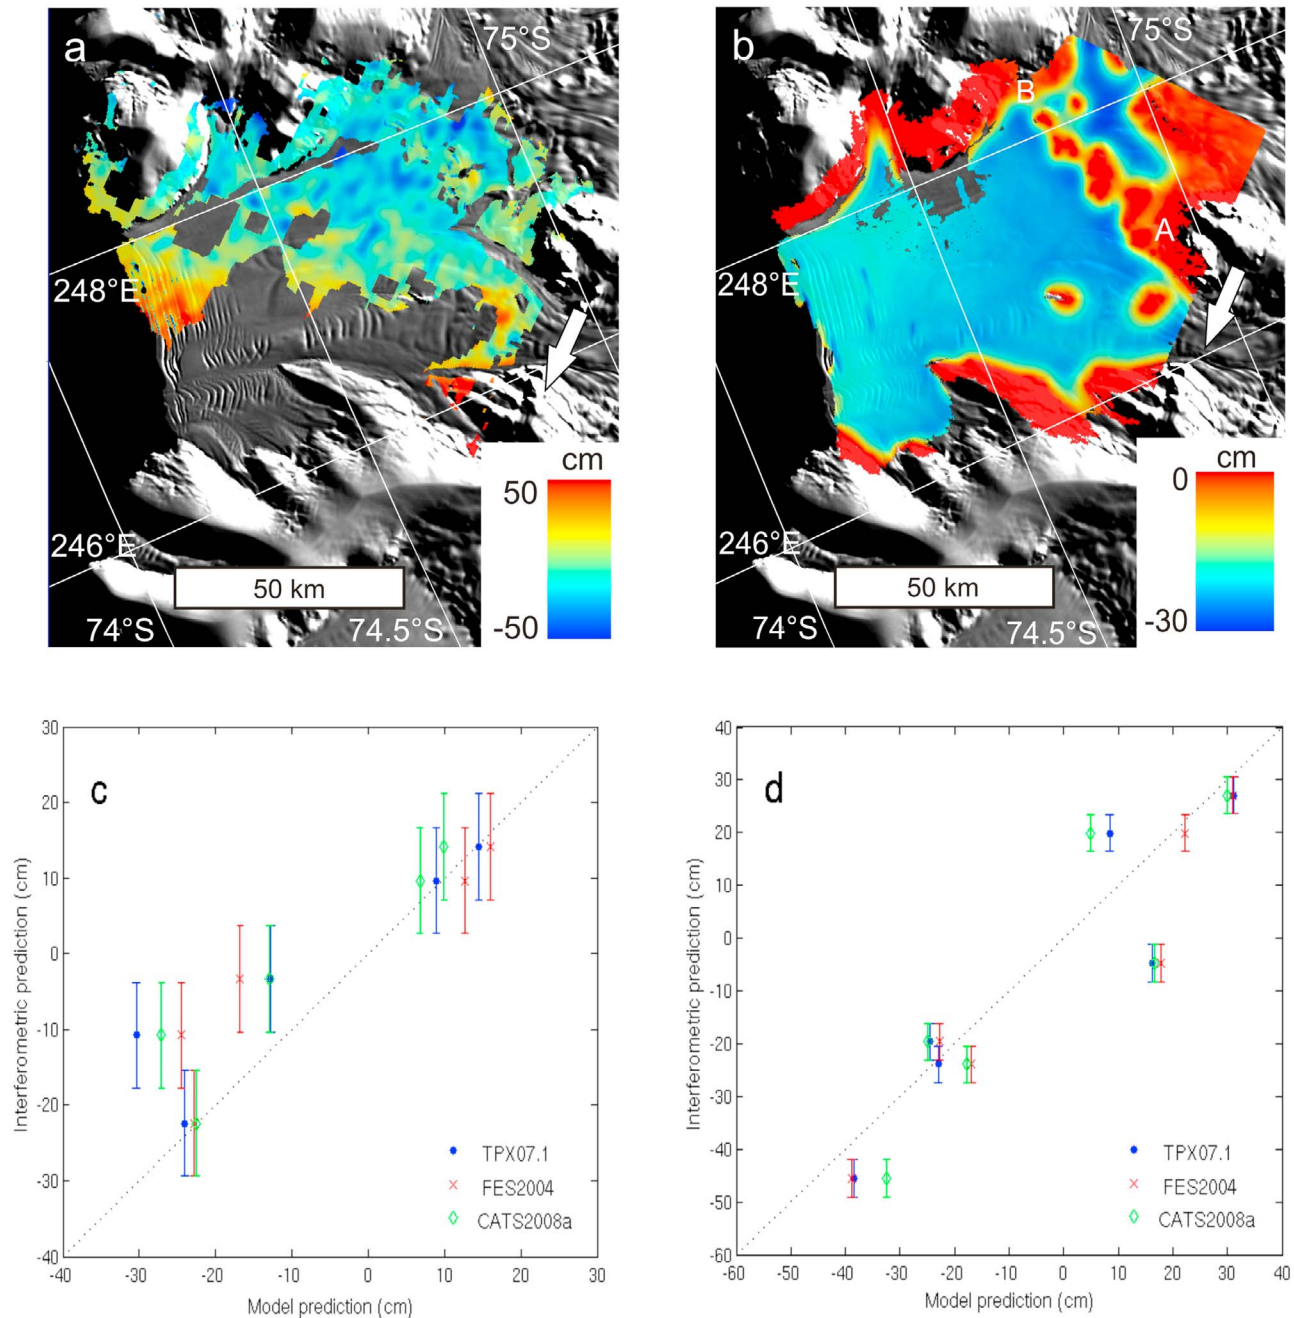 a
75°S
248°E
246°E
74°S
74.5°S
50 km
cm
50
-50
b
75°S
B
A
248°E
246°E
74°S
74.5°S
50 km
cm
0
-30
c
30
20
10
0
-10
-20
-30
-40
-40 -30 -20 -10 0 10 20 30
Interferometric prediction (cm)
Model prediction (cm)
TPX07.1
FES2004
CATS2008a
d
40
30
20
10
0
-10
-20
-30
-40
-50
-60
-60 -50 -40 -30 -20 -10 0 10 20 30 40
Interferometric prediction (cm)
Model prediction (cm)
TPX07.1
FES2004
CATS2008a